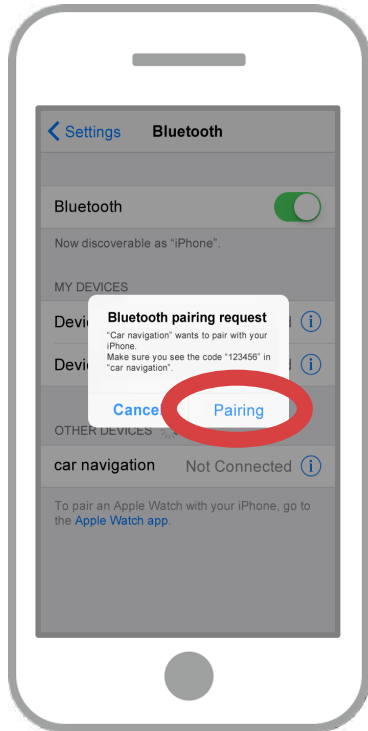 Settings Bluetooth
Bluetooth
Now discoverable as "iPhone".
MY DEVICES
Bluetooth pairing request
"Car navigation" wants to pair with your
iPhone.
Make sure you see the code "123456" in
"car navigation".
Pairing
OTHER DEVICES
car navigation Not Connected
To pair an Apple Watch with your iPhone, go to
the Apple Watch app.